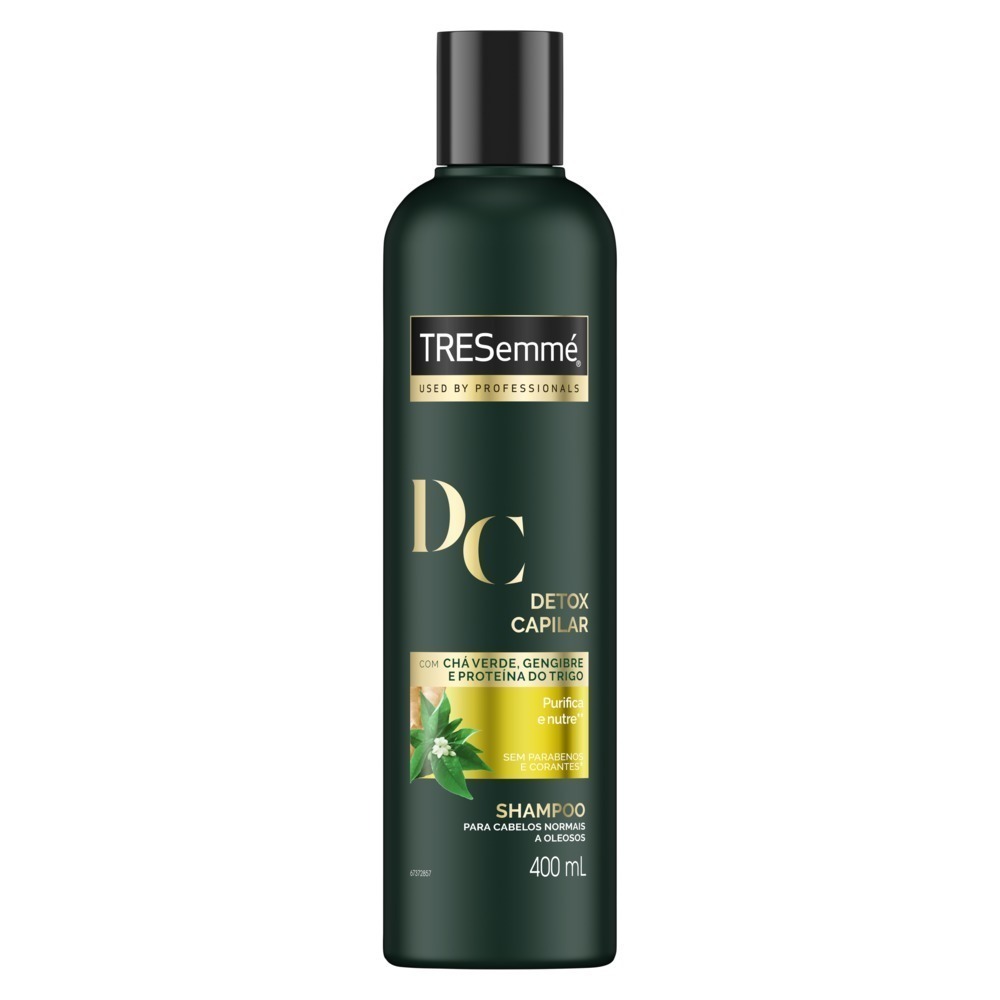 TRESemmé®
USED BY PROFESSIONALS
DC
DETOX
CAPILAR
COM CHÁ VERDE, GENGIBRE
E PROTEÍNA DO TRIGO
Purifica
e nutre**
SEM PARABENOS
E CORANTES*
SHAMPOO
PARA CABELOS NORMAIS
A OLEOSOS
67372857 400 mL